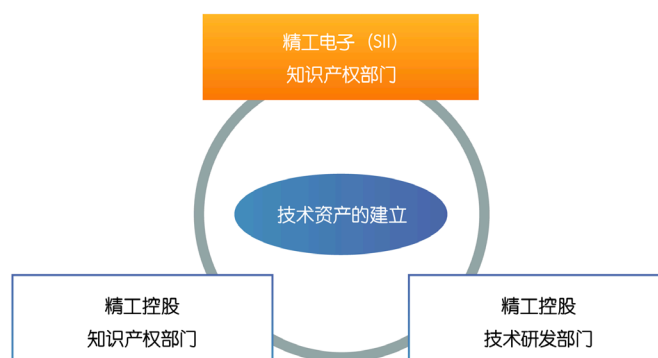 精工电子（SII）
知识产权部门
技术资产的建立
精工控股
知识产权部门
精工控股
技术研发部门